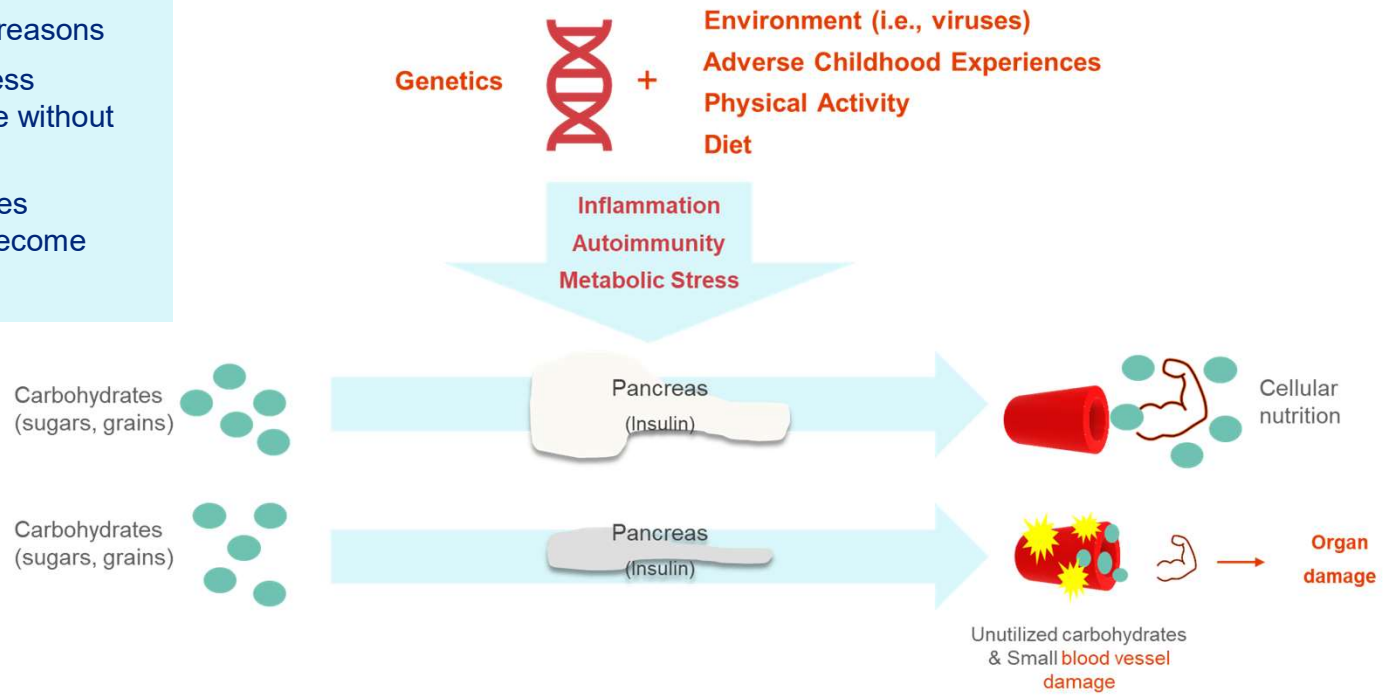 reasons
ess
e without
es
ecome
Genetics
+
Environment (i.e., viruses)
Adverse Childhood Experiences
Physical Activity
Diet
Inflammation
Autoimmunity
Metabolic Stress
Carbohydrates
(sugars, grains)
Pancreas
(Insulin)
Cellular
nutrition
Carbohydrates
(sugars, grains)
Pancreas
(Insulin)
Organ
damage
Unutilized carbohydrates
& Small blood vessel
damage